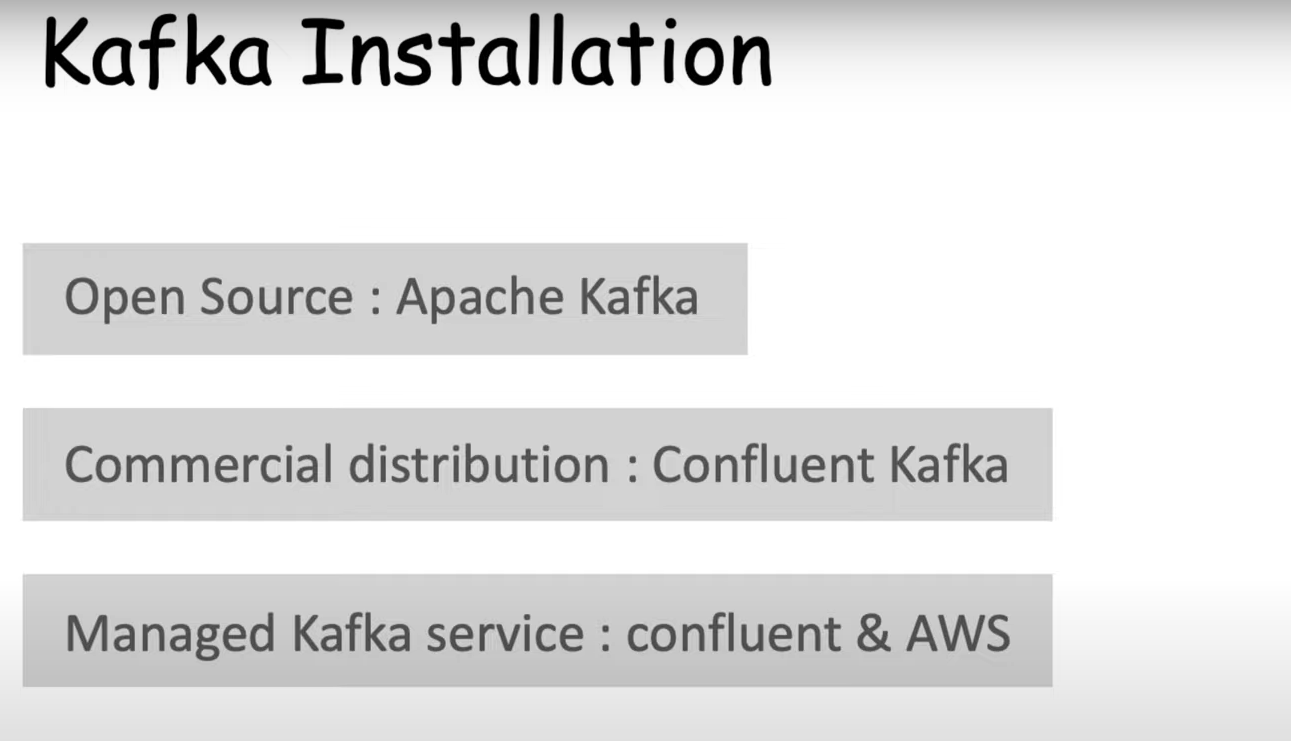 Kafka Installation
Open Source : Apache Kafka
Commercial distribution : Confluent Kafka
Managed Kafka service : confluent & AWS